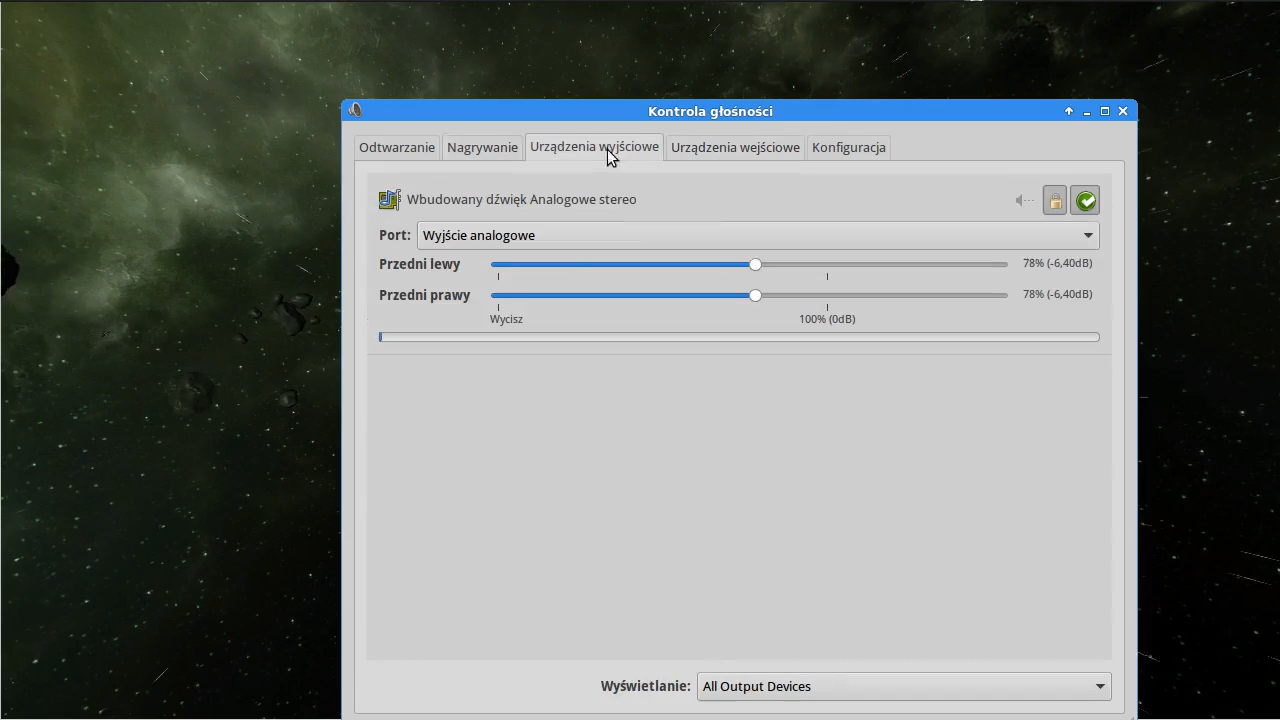 Kontrola głośności
Odtwarzanie Nagrywanie Urządzenia wyjściowe Urządzenia wejściowe Konfiguracja
Wbudowany dźwięk Analogowe stereo
Port: Wyjście analogowe
Przedni lewy 78% (-6,40dB)
Przedni prawy 78% (-6,40dB)
Wycisz 100% (0dB)
Wyświetlanie: All Output Devices